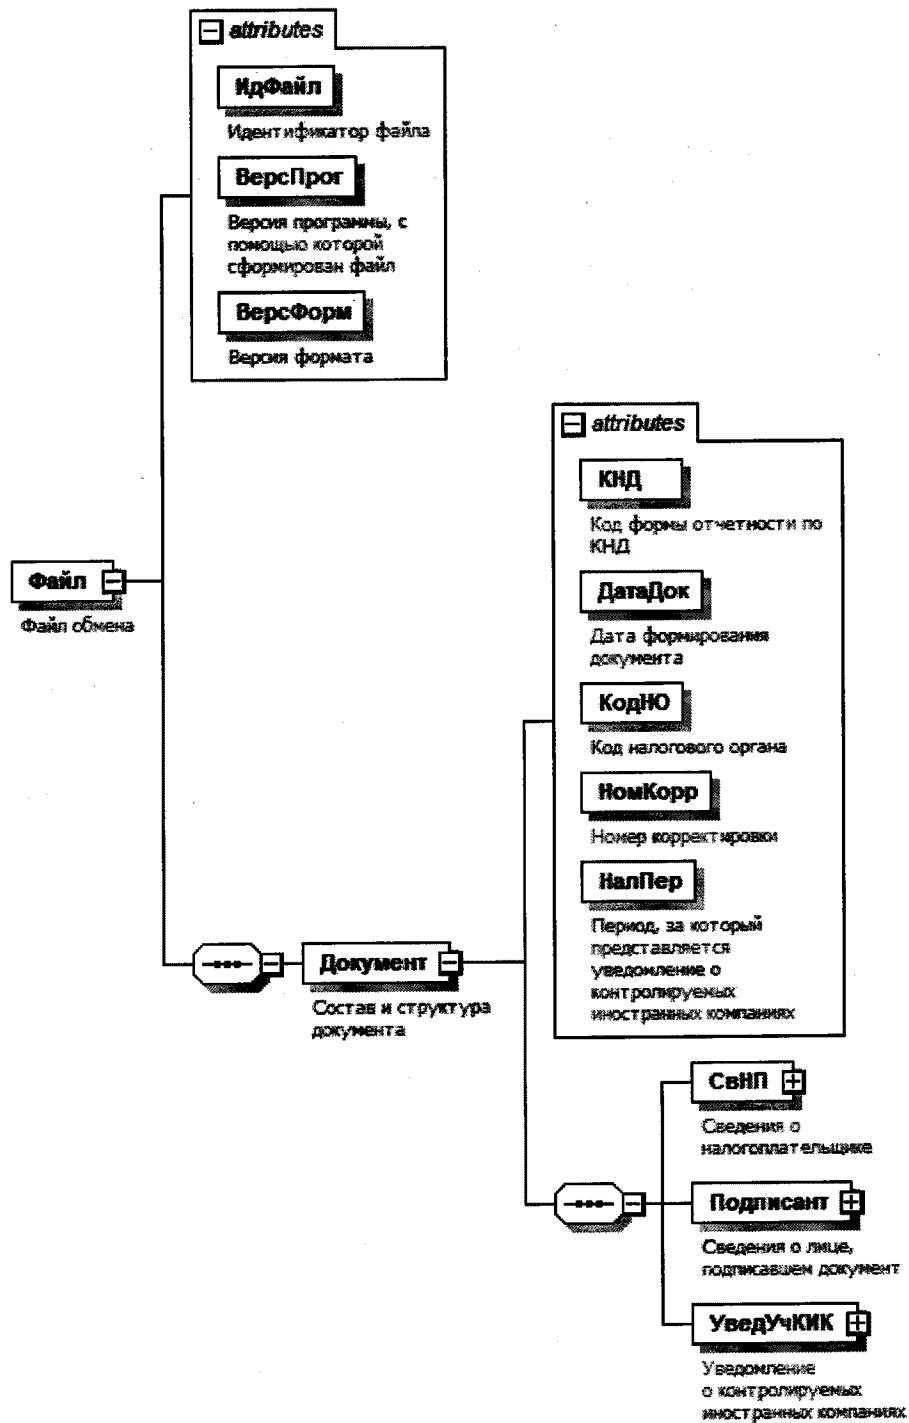 attributes
ИдФайл
Идентификатор файла
ВерсПрог
Версия программы, с
помощью которой
сформирован файл
ВерсФорм
Версия формата
Файл
Файл обмена
attributes
КНД
Код формы отчетности по
КНД
ДатаДок
Дата формирования
документа
КодНО
Код налогового органа
НомКорр
Номер корректировки
НалПер
Период, за который
представляется
уведомление о
контролируемых
иностранных компаниях
Документ
Состав и структура
документа
СвНП
Сведения о
налогоплательщике
Подписант
Сведения о лице,
подписавшем документ
УведУчКИК
Уведомление
о контролируемых
иностранных компаниях